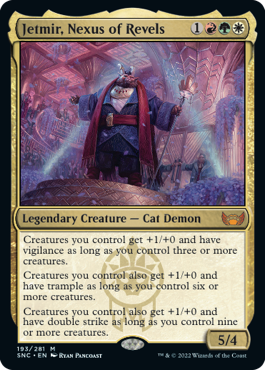 Jetmir, Nexus of Revels 1
Legendary Creature — Cat Demon
Creatures you control get +1/+0 and have
vigilance as long as you control three or more
creatures.
Creatures you control also get +1/+0 and
have trample as long as you control six
or more creatures.
Creatures you control also get +1/+0 and
have double strike as long as you control nine
or more creatures.
5/4
193/281 M
SNC • EN RYAN PANCOAST
™ & © 2022 Wizards of the Coast